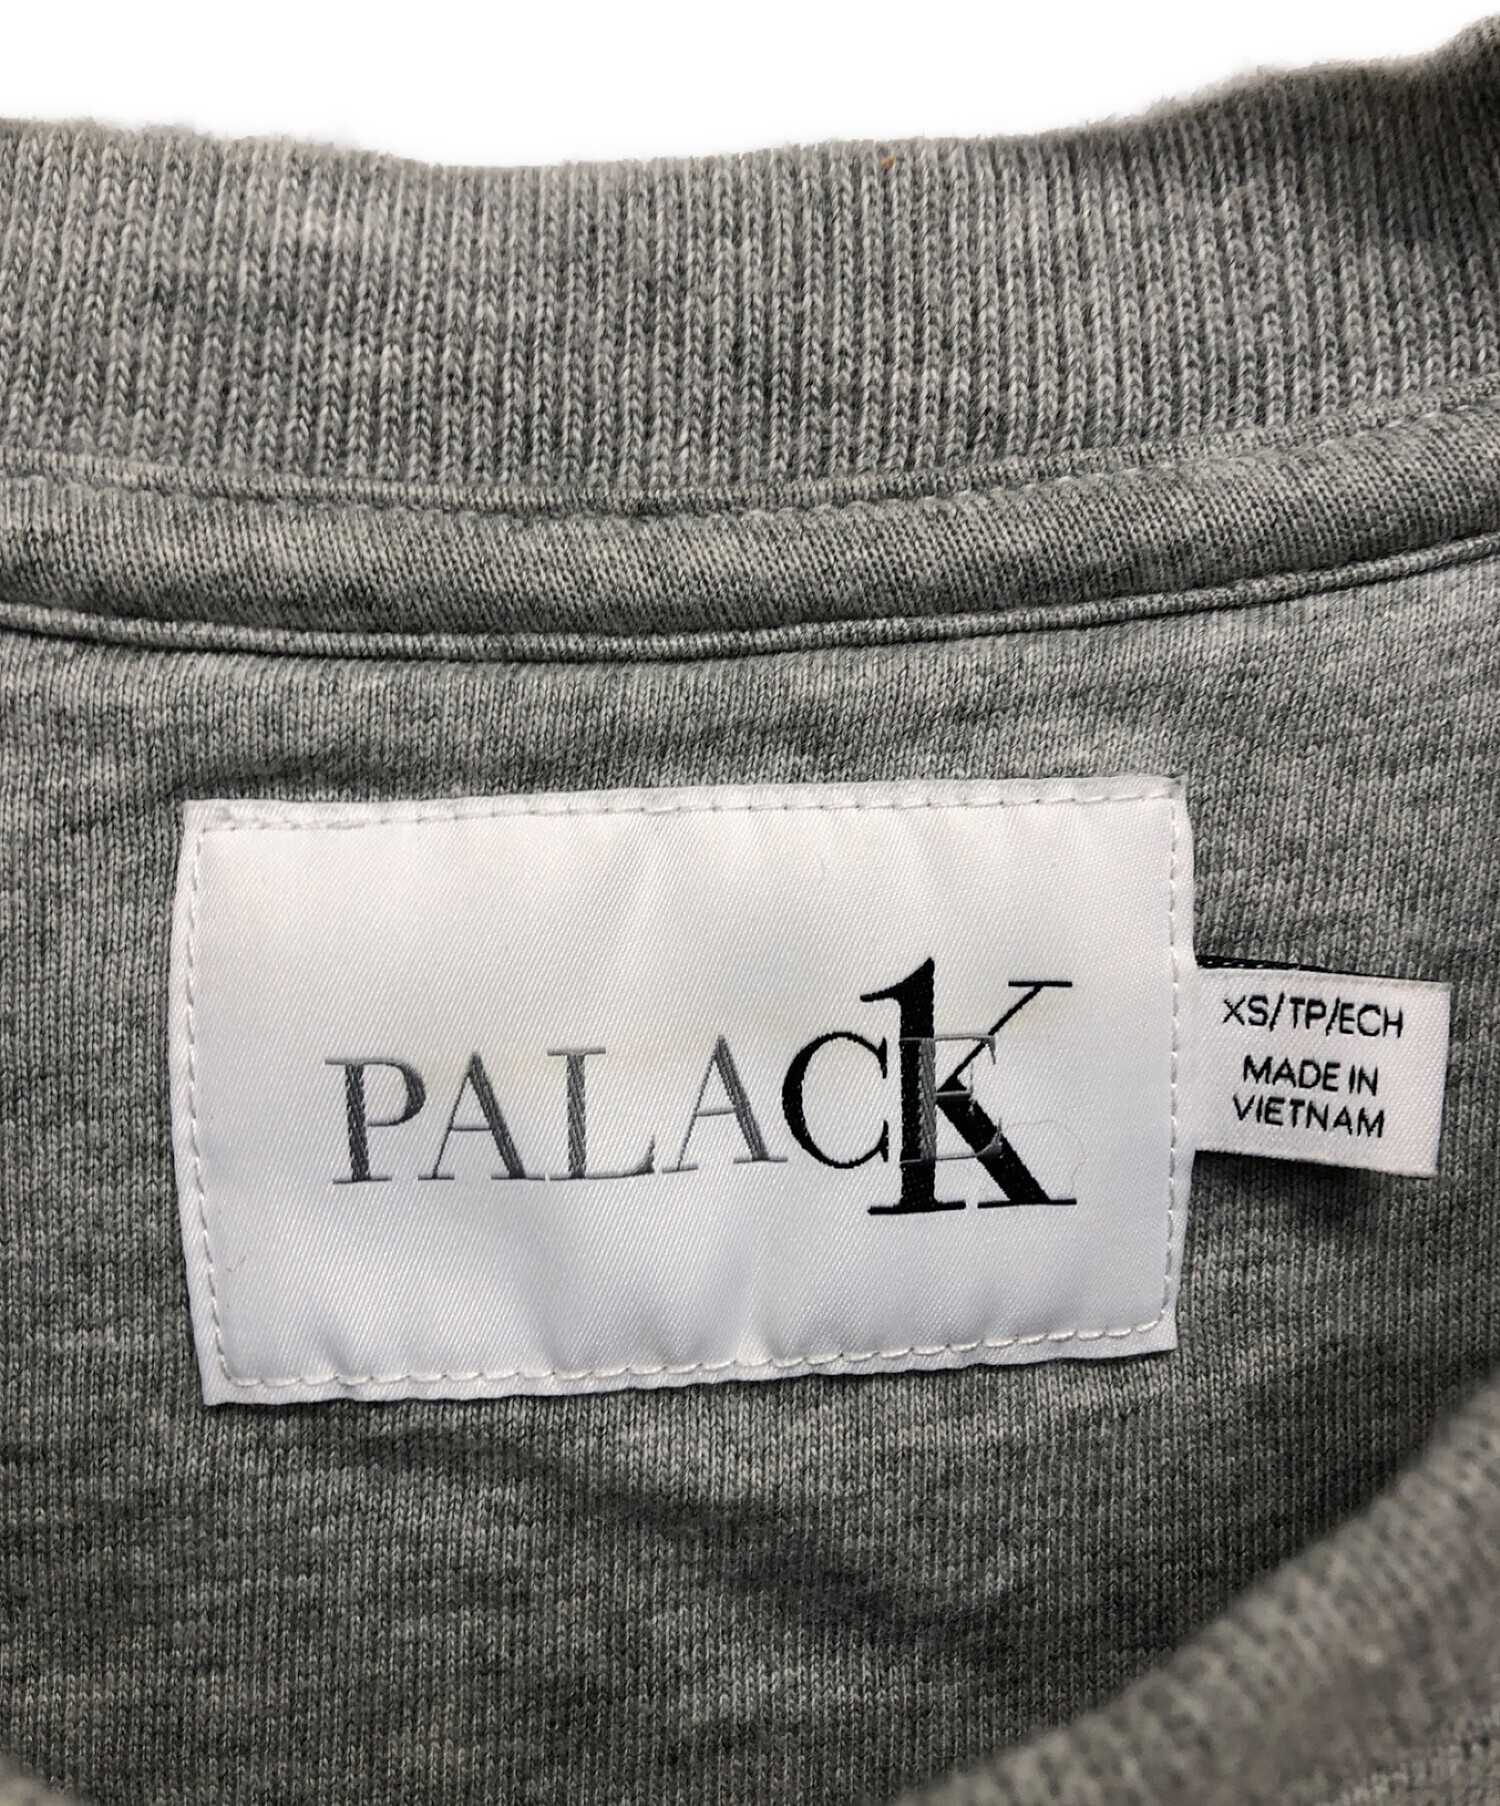 PALACE
CK1
XS/TP/ECH
MADE IN
VIETNAM